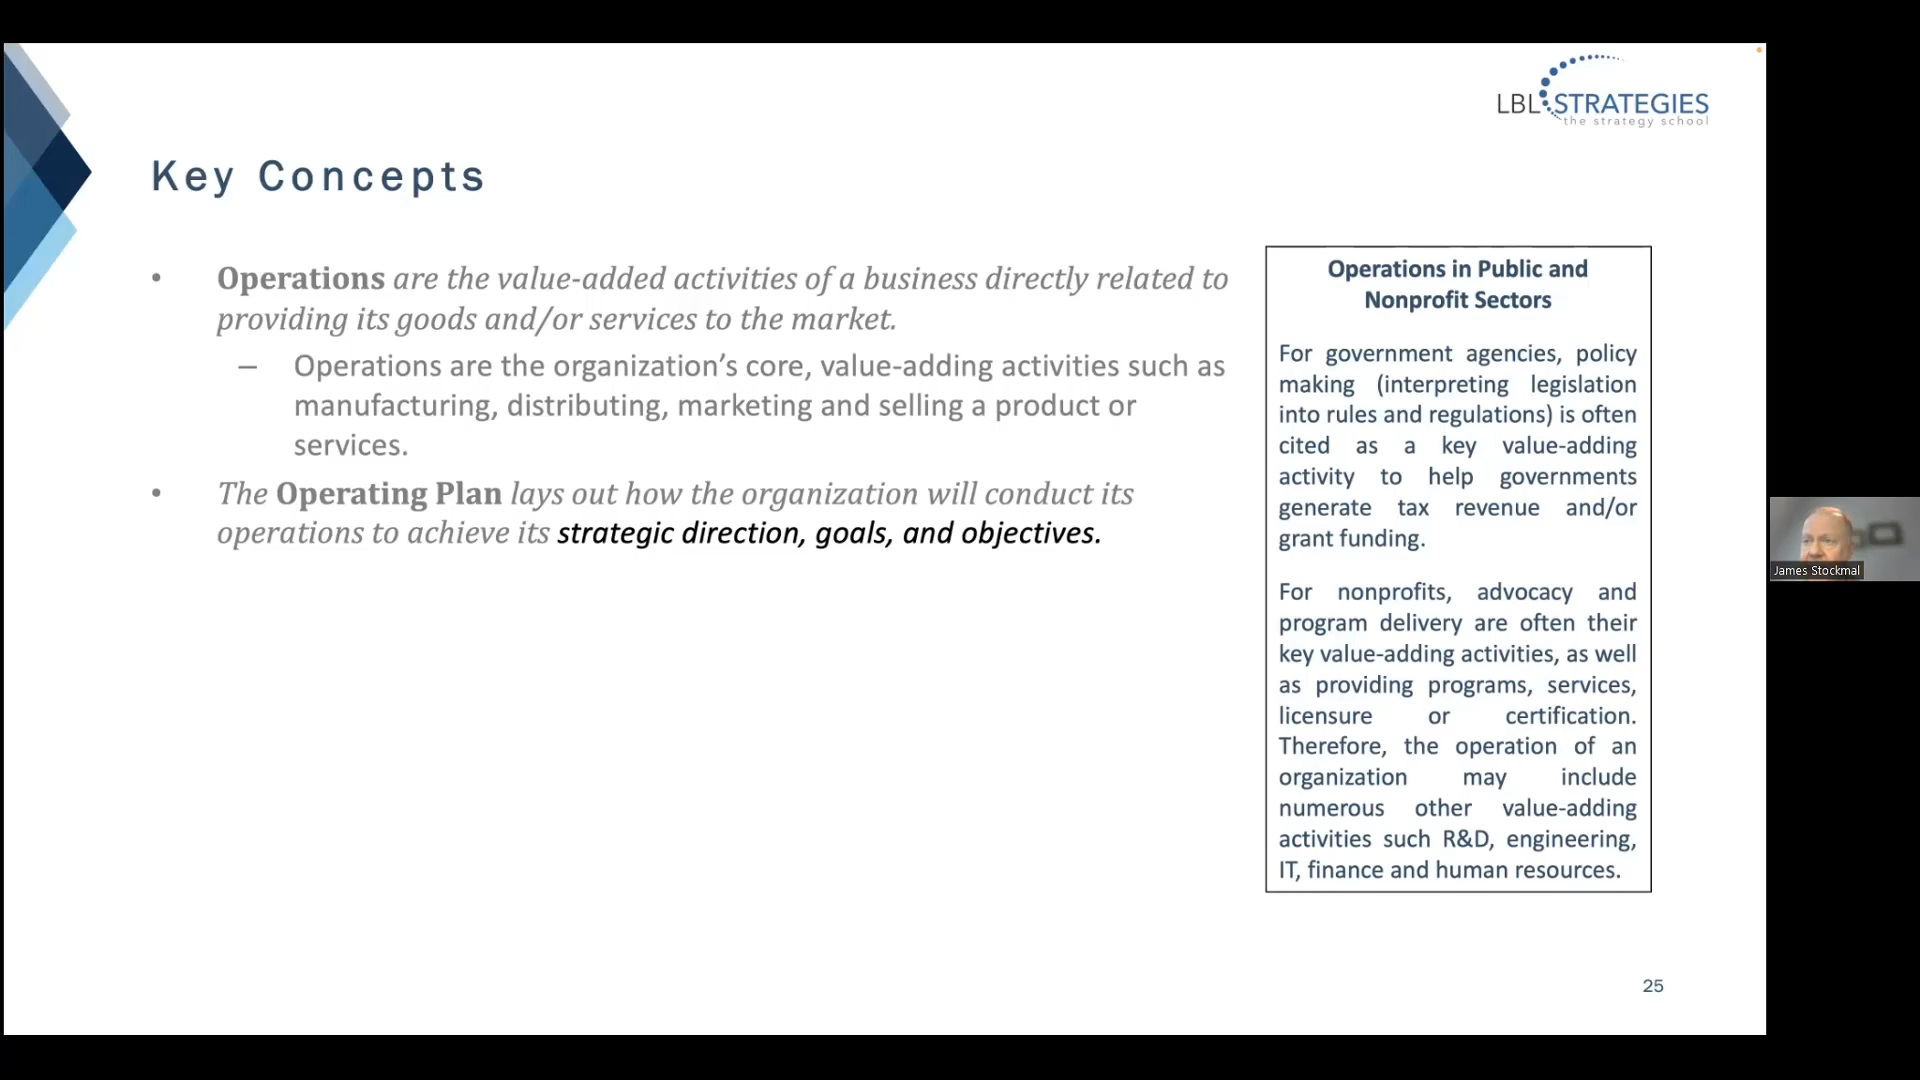 LBL STRATEGIES
the strategy school
Key Concepts
• Operations are the value-added activities of a business directly related to
providing its goods and/or services to the market.
– Operations are the organization’s core, value-adding activities such as
manufacturing, distributing, marketing and selling a product or
services.
• The Operating Plan lays out how the organization will conduct its
operations to achieve its strategic direction, goals, and objectives.
Operations in Public and
Nonprofit Sectors
For government agencies, policy
making (interpreting legislation
into rules and regulations) is often
cited as a key value-adding
activity to help governments
generate tax revenue and/or
grant funding.
For nonprofits, advocacy and
program delivery are often their
key value-adding activities, as well
as providing programs, services,
licensure or certification.
Therefore, the operation of an
organization may include
numerous other value-adding
activities such R&D, engineering,
IT, finance and human resources.
James Stockmal
25